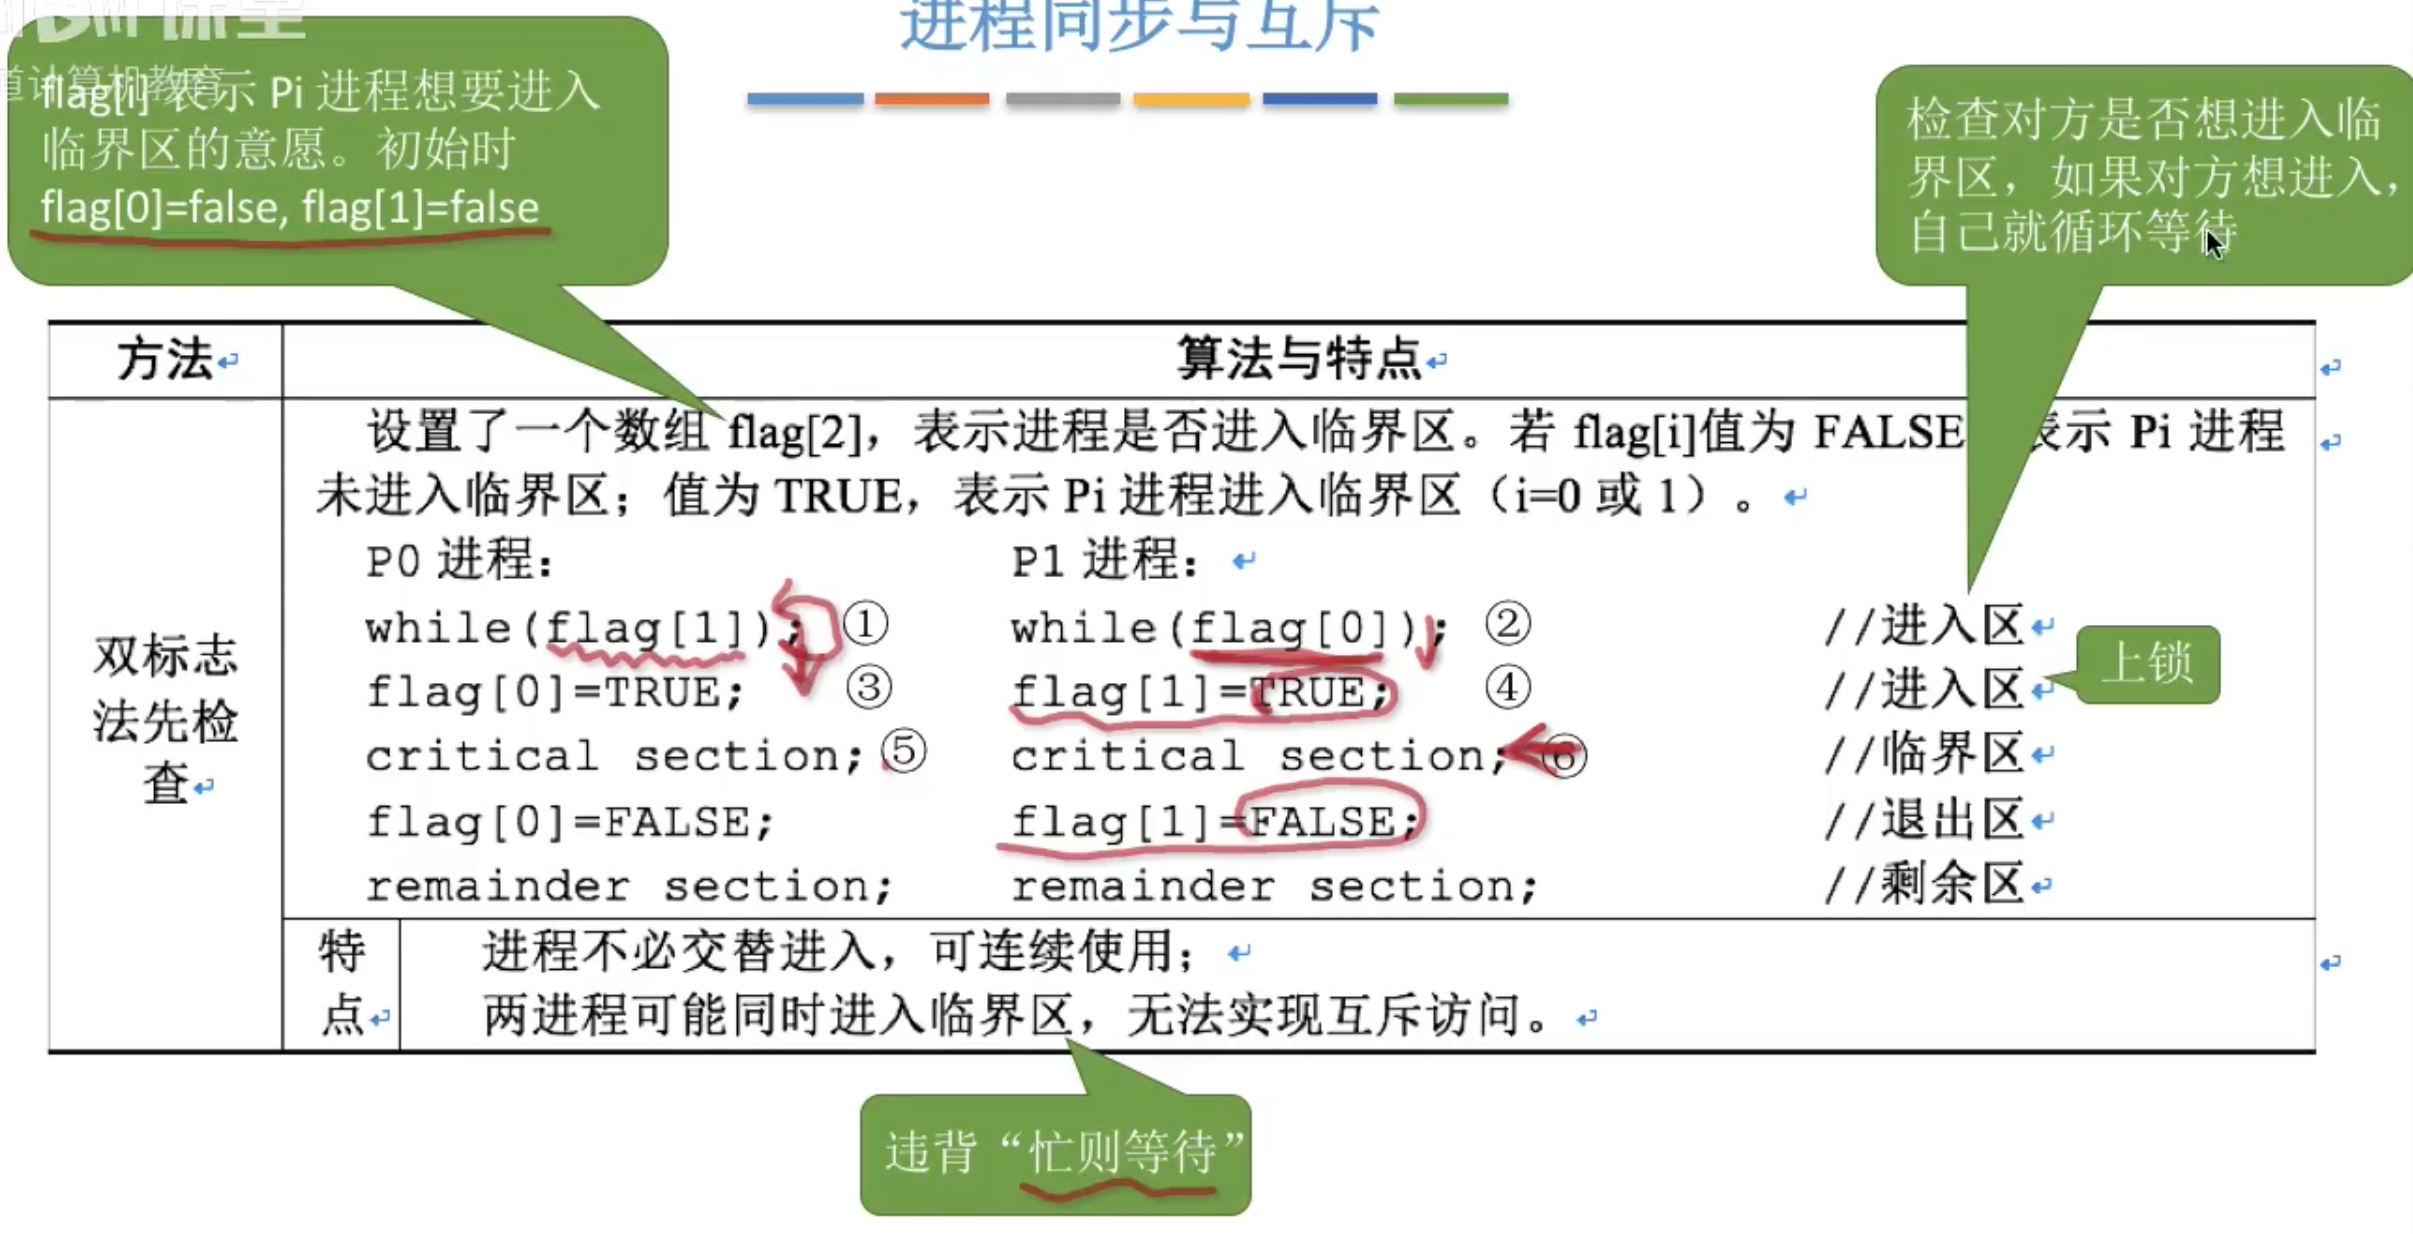 进程同步与互斥
道计算机教育
flag[i] 表示 Pi 进程想要进入
临界区的意愿。初始时
flag[0]=false, flag[1]=false
检查对方是否想进入临
界区，如果对方想进入，
自己就循环等待
方法
算法与特点
双标志
法先检
查
设置了一个数组 flag[2]，表示进程是否进入临界区。若 flag[i]值为 FALSE 表示 Pi 进程
未进入临界区；值为 TRUE，表示 Pi 进程进入临界区（i=0 或 1）。
P0 进程： P1 进程：
while(flag[1]); ① while(flag[0]); ② //进入区
flag[0]=TRUE; ③ flag[1]=TRUE; ④ //进入区
上锁
critical section; ⑤ critical section; ⑥ //临界区
flag[0]=FALSE; flag[1]=FALSE; //退出区
remainder section; remainder section; //剩余区
特
点
进程不必交替进入，可连续使用；
两进程可能同时进入临界区，无法实现互斥访问。
违背“忙则等待”